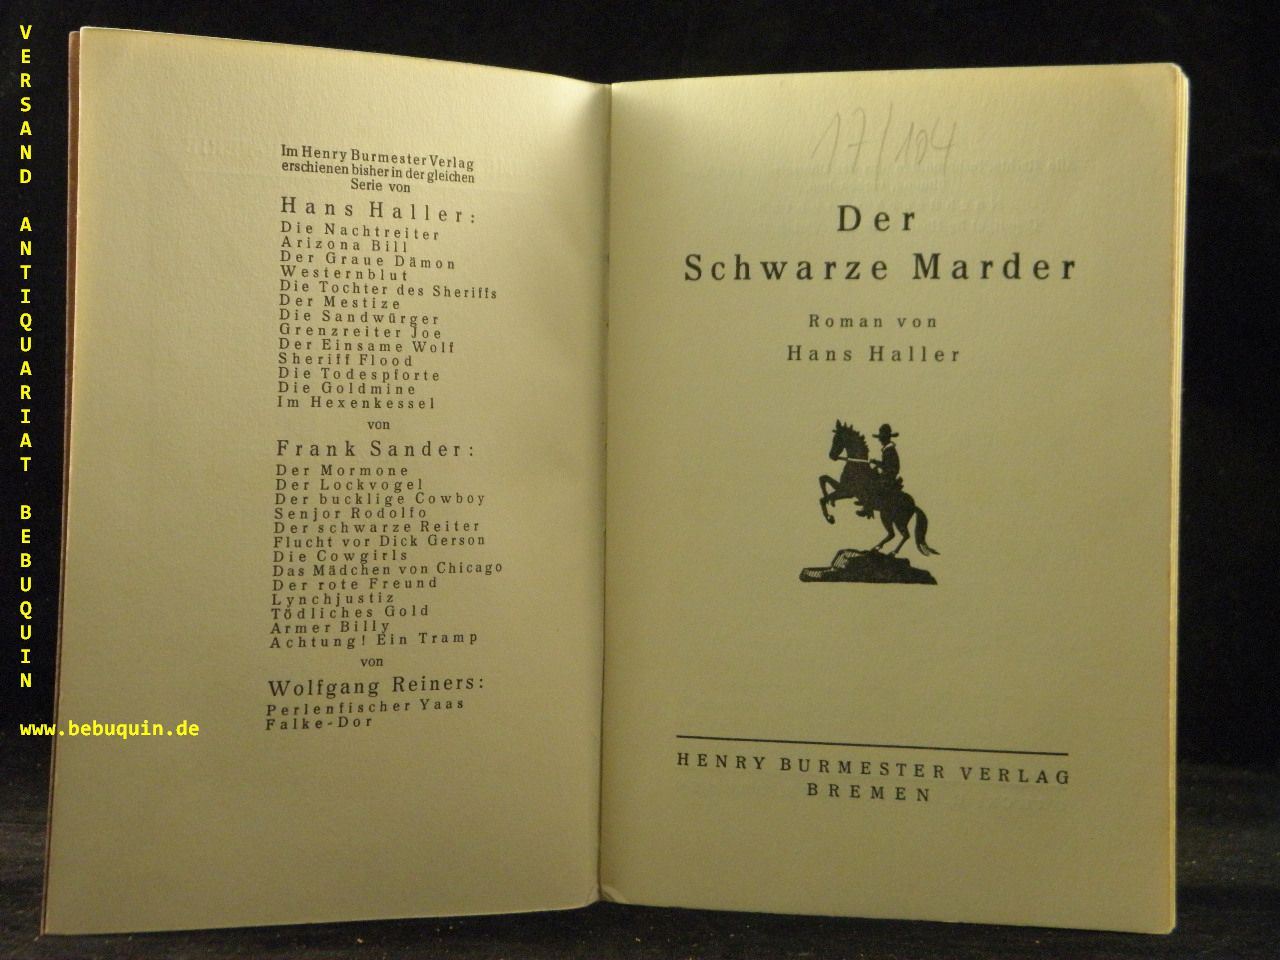 VERSAND ANTIQUARIAT BEBUQUIN
www.bebuquin.de
Im Henry Burmester Verlag
erschienen bisher in der gleichen
Serie von
Hans Haller:
Die Nachtreiter
Arizona Bill
Der Graue Dämon
Westernblut
Die Tochter des Sheriffs
Der Mestize
Die Sandwürger
Grenzreiter Joe
Der Einsame Wolf
Sheriff Flood
Die Todespforte
Die Goldmine
Im Hexenkessel
von
Frank Sander:
Der Mormone
Der Lockvogel
Der bucklige Cowboy
Senjor Rodolfo
Der schwarze Reiter
Flucht vor Dick Gerson
Die Cowgirls
Das Mädchen von Chicago
Der rote Freund
Lynchjustiz
Tödliches Gold
Armer Billy
Achtung! Ein Tramp
von
Wolfgang Reiners:
Perlenfischer Yaas
Falke-Dor
17/104
Der
Schwarze Marder
Roman von
Hans Haller
HENRY BURMESTER VERLAG
BREMEN